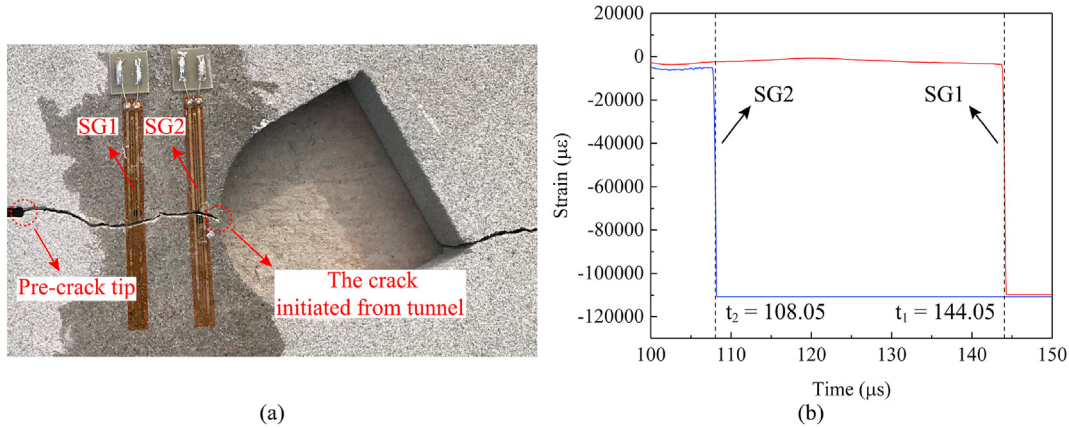 SG1
SG2
Pre-crack tip
The crack
initiated from tunnel
(a)
20000
0
-20000
-40000
-60000
-80000
-100000
-120000
Strain (με)
SG2
SG1
t₂ = 108.05
t₁ = 144.05
100
110
120
130
140
150
Time (μs)
(b)